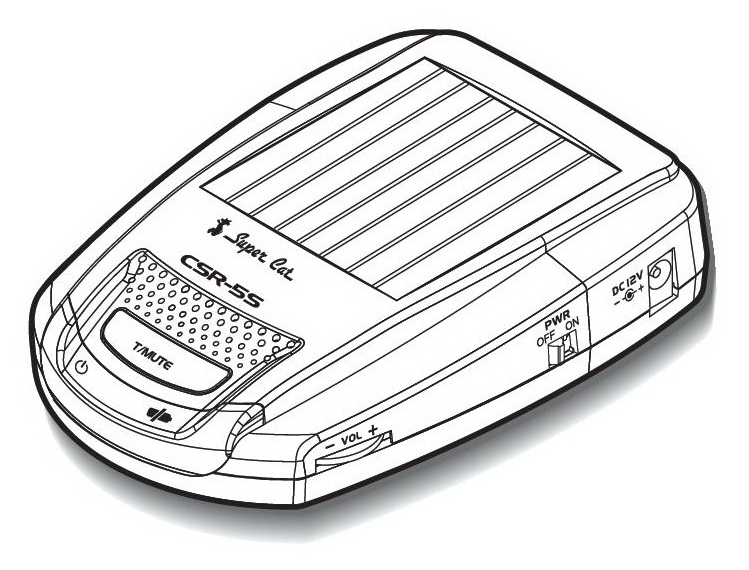 Super Cat
CSR-5S
T/MUTE
− VOL +
PWR
OFF ON
DC12V
− +